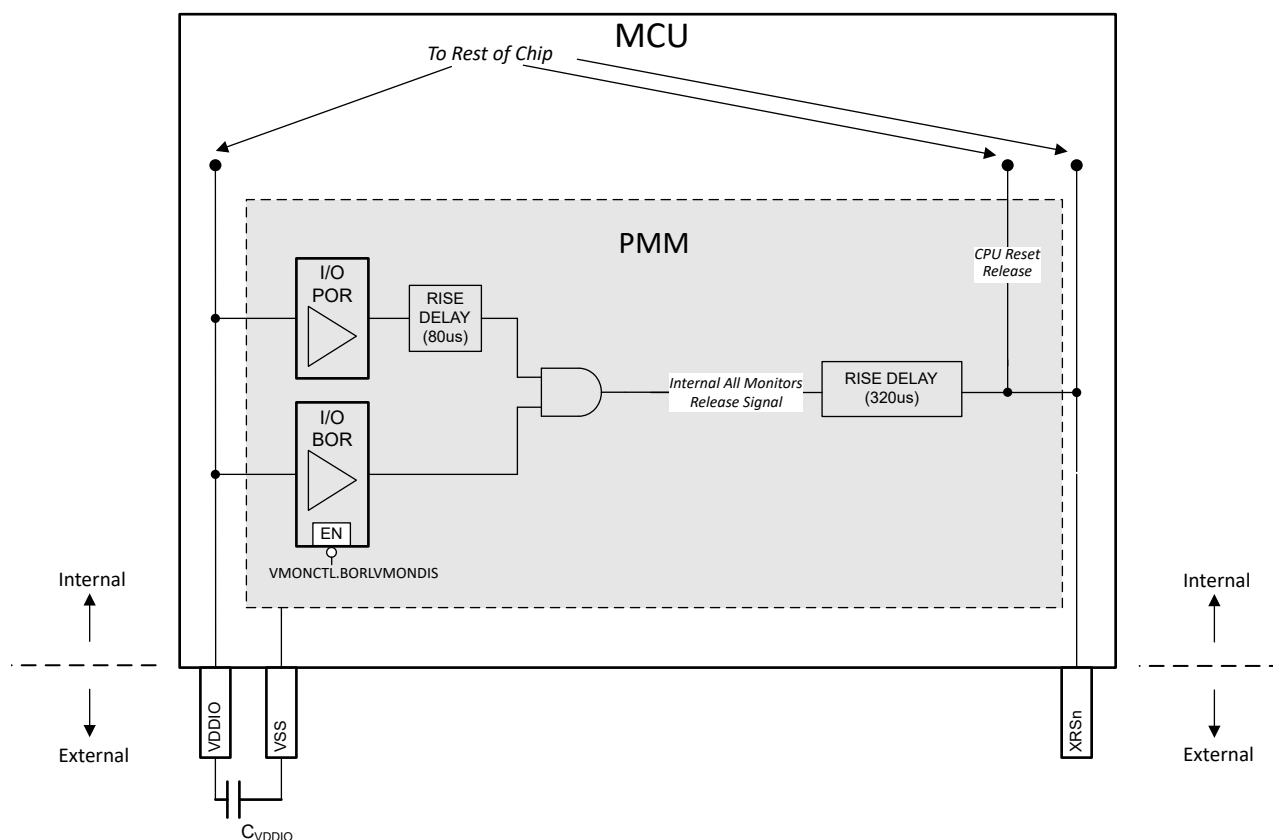 MCU
To Rest of Chip
PMM
I/O
POR
RISE
DELAY
(80us)
CPU Reset
Release
I/O
BOR
EN
VMONCTL.BORLVMONDIS
Internal All Monitors
Release Signal
RISE DELAY
(320us)
Internal
External
Internal
External
VDDIO
VSS
XRSn
CVDDIO